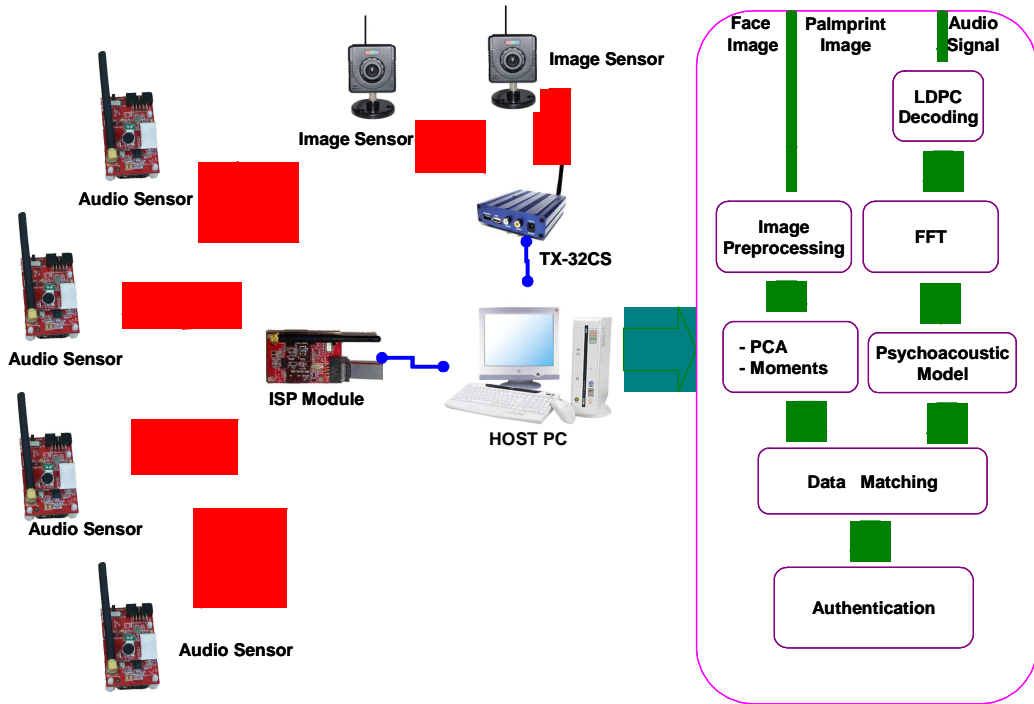 Image Sensor
Image Sensor
Audio Sensor
TX-32CS
Audio Sensor
ISP Module
HOST PC
Audio Sensor
Audio Sensor
Face
Image
Palmprint
Image
Audio
Signal
LDPC
Decoding
Image
Preprocessing
FFT
- PCA
- Moments
Psychoacoustic
Model
Data Matching
Authentication